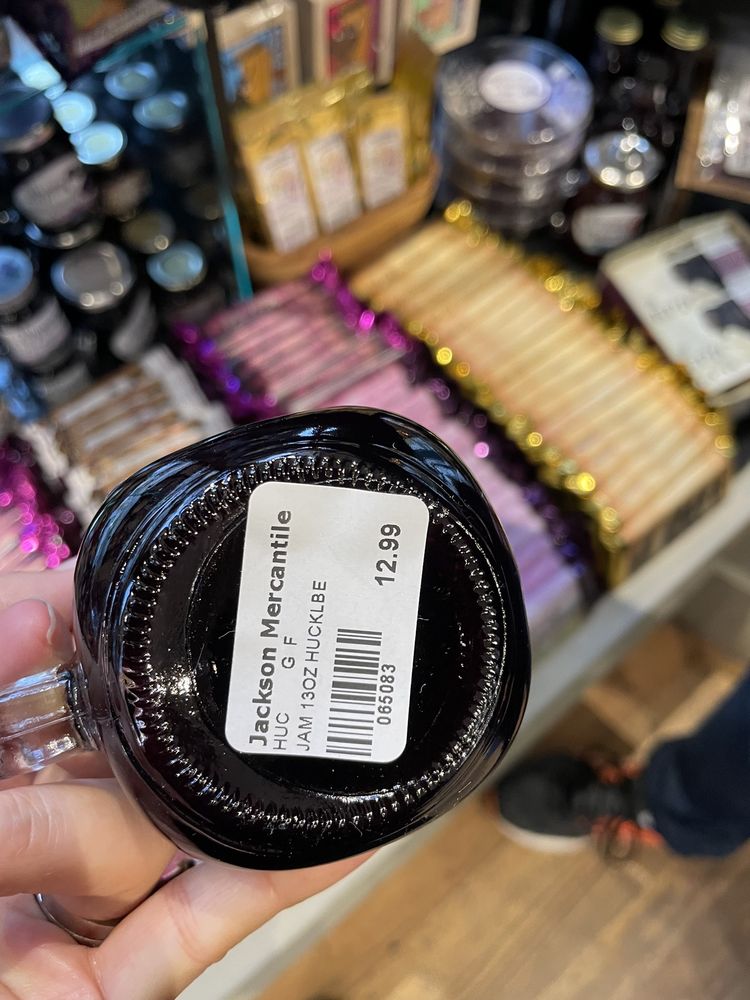 Jackson Mercantile
HUC G F 12.99
JAM 13OZ HUCKLBE
065083